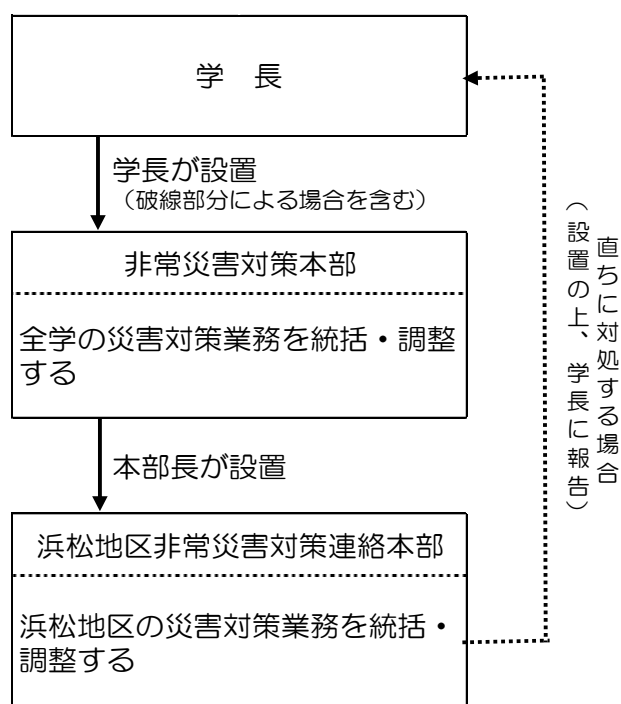 学　長
学長が設置
（破線部分による場合を含む）
非常災害対策本部
全学の災害対策業務を統括・調整
する
本部長が設置
浜松地区非常災害対策連絡本部
浜松地区の災害対策業務を統括・
調整する
直ちに対処する場合
（設置の上、学長に報告）